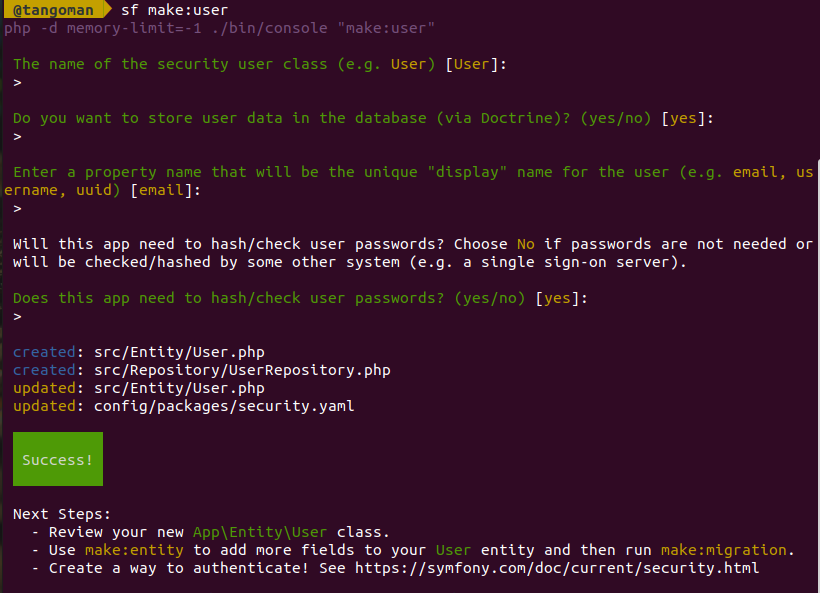 @tangoman sf make:user
php -d memory-limit=-1 ./bin/console "make:user"
The name of the security user class (e.g. User) [User]:
>
Do you want to store user data in the database (via Doctrine)? (yes/no) [yes]:
>
Enter a property name that will be the unique "display" name for the user (e.g. email, us
ername, uuid) [email]:
>
Will this app need to hash/check user passwords? Choose No if passwords are not needed or
will be checked/hashed by some other system (e.g. a single sign-on server).
Does this app need to hash/check user passwords? (yes/no) [yes]:
>
created: src/Entity/User.php
created: src/Repository/UserRepository.php
updated: src/Entity/User.php
updated: config/packages/security.yaml
Success!
Next Steps:
- Review your new App\Entity\User class.
- Use make:entity to add more fields to your User entity and then run make:migration.
- Create a way to authenticate! See https://symfony.com/doc/current/security.html